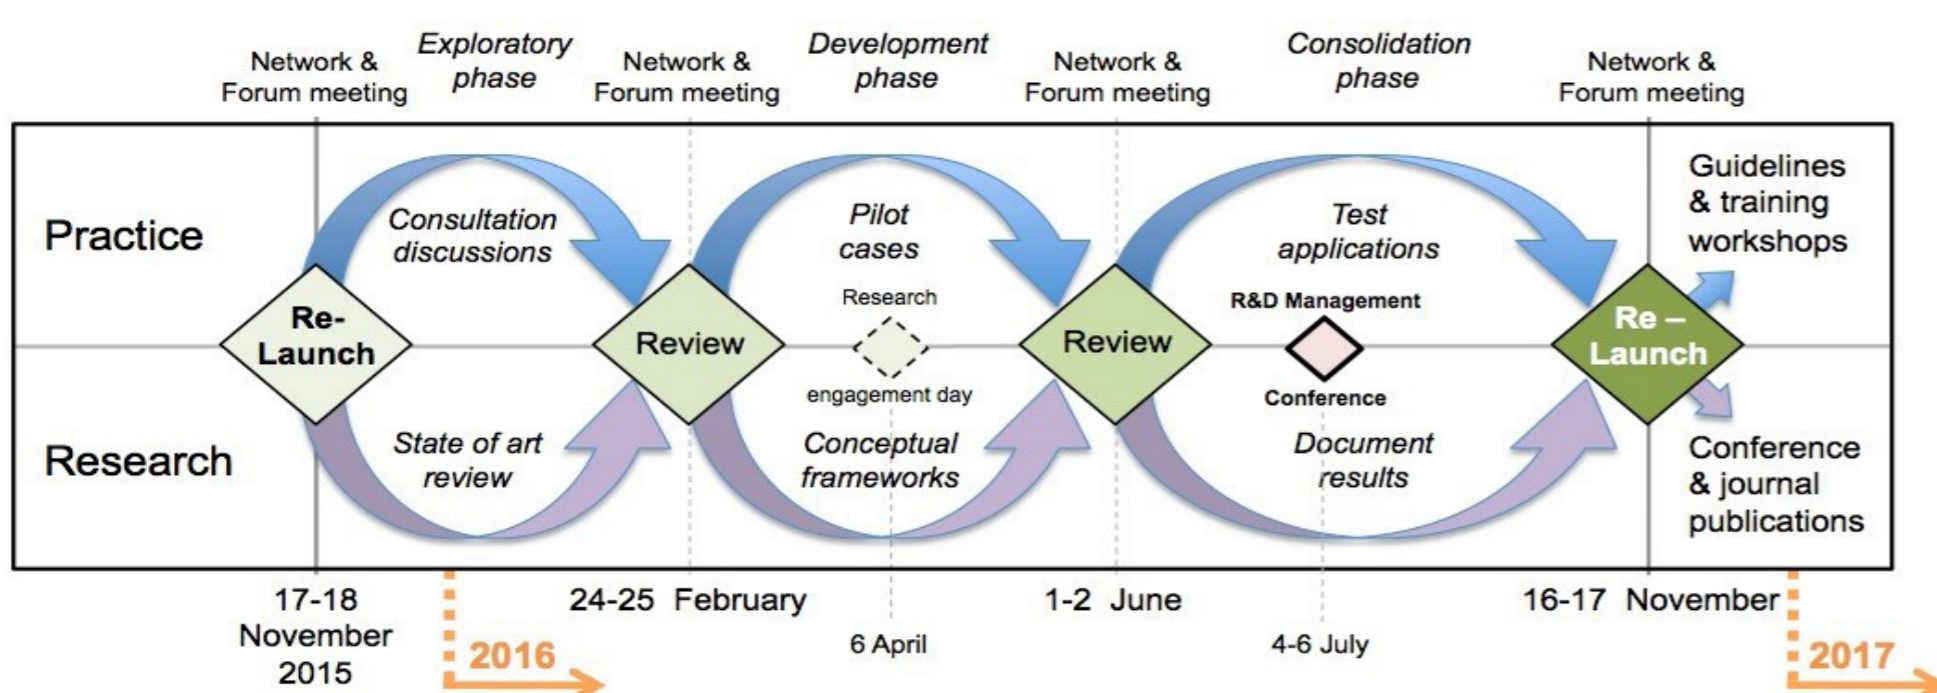 Network &
Forum meeting
Exploratory
phase
Network &
Forum meeting
Development
phase
Network &
Forum meeting
Consolidation
phase
Network &
Forum meeting
Practice
Consultation
discussions
Pilot
cases
Test
applications
Guidelines
& training
workshops
Re-
Launch
Review
Research
engagement day
Review
R&D Management
Conference
Re –
Launch
Research
State of art
review
Conceptual
frameworks
Document
results
Conference
& journal
publications
17-18
November
2015
24-25 February
6 April
1-2 June
4-6 July
16-17 November
2016
2017